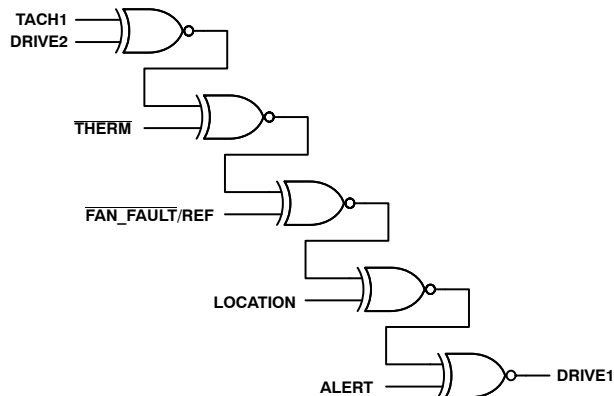 TACH1
DRIVE2
THERM
FAN_FAULT/REF
LOCATION
ALERT
DRIVE1